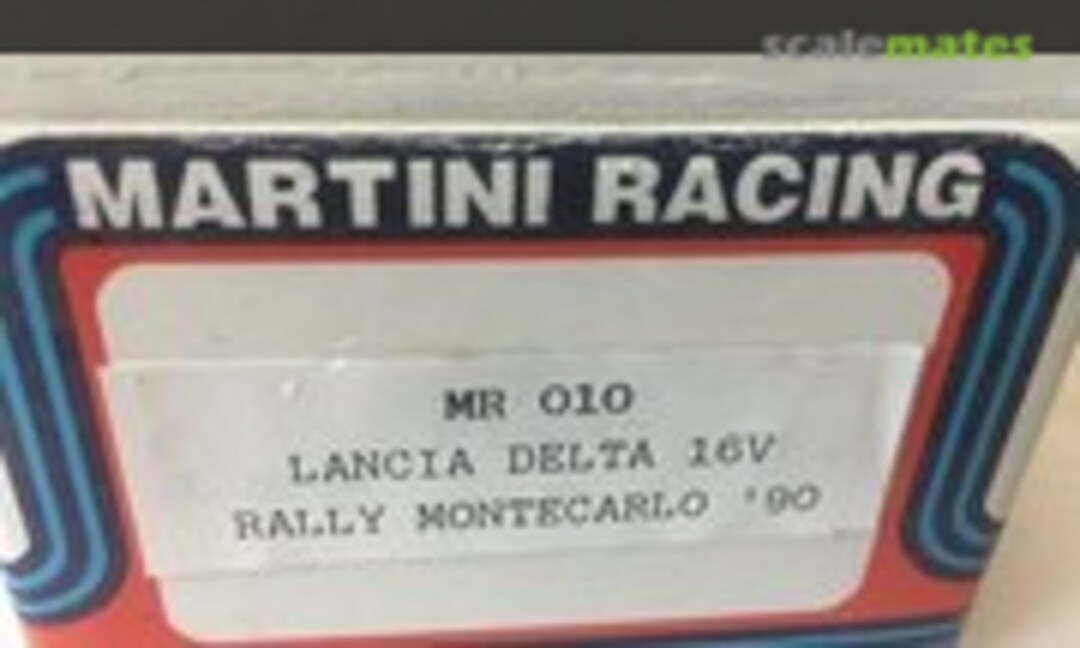 scalemates
MARTINI RACING
MR 010
LANCIA DELTA 16V
RALLY MONTECARLO '90